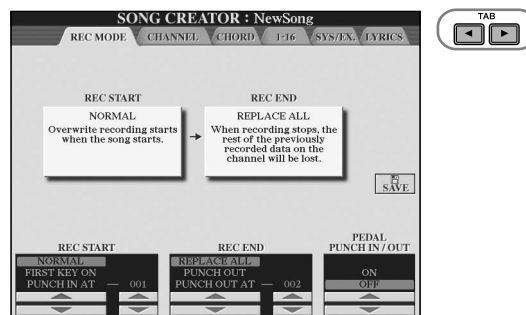 SONG CREATOR : NewSong
REC MODE CHANNEL CHORD 1-16 SYS/EX. LYRICS
TAB
REC START
NORMAL
Overwrite recording starts
when the song starts.
REC END
REPLACE ALL
When recording stops, the
rest of the previously
recorded data on the
channel will be lost.
SAVE
REC START
NORMAL
FIRST KEY ON
PUNCH IN AT — 001
REC END
REPLACE ALL
PUNCH OUT
PUNCH OUT AT — 002
PEDAL
PUNCH IN / OUT
ON
OFF